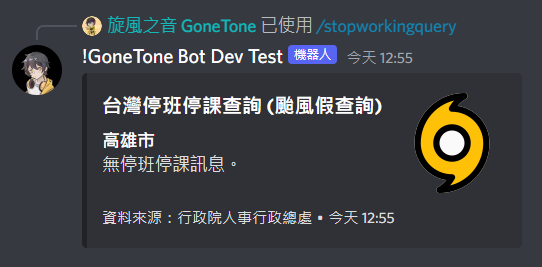 旋風之音 GoneTone 已使用 /stopworkingquery
!GoneTone Bot Dev Test 機器人 今天 12:55
台灣停班停課查詢 (颱風假查詢)
高雄市
無停班停課訊息。
資料來源：行政院人事行政總處 • 今天 12:55